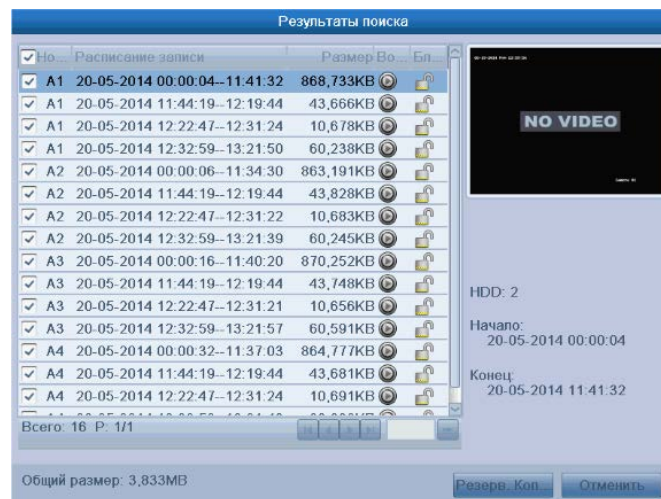 Результаты поиска
Но... Расписание записи Размер Во... Бл...
A1 20-05-2014 00:00:04--11:41:32 868,733KB
A1 20-05-2014 11:44:19--12:19:44 43,666KB
A1 20-05-2014 12:22:47--12:31:24 10,678KB
A1 20-05-2014 12:32:59--13:21:50 60,238KB
A2 20-05-2014 00:00:06--11:34:30 863,191KB
A2 20-05-2014 11:44:19--12:19:44 43,828KB
A2 20-05-2014 12:22:47--12:31:22 10,683KB
A2 20-05-2014 12:32:59--13:21:39 60,245KB
A3 20-05-2014 00:00:16--11:40:20 870,252KB
A3 20-05-2014 11:44:19--12:19:44 43,748KB
A3 20-05-2014 12:22:47--12:31:21 10,656KB
A3 20-05-2014 12:32:59--13:21:57 60,591KB
A4 20-05-2014 00:00:32--11:37:03 864,777KB
A4 20-05-2014 11:44:19--12:19:44 43,681KB
A4 20-05-2014 12:22:47--12:31:24 10,691KB
Всего: 16 P: 1/1
NO VIDEO
HDD: 2
Начало:
20-05-2014 00:00:04
Конец:
20-05-2014 11:41:32
Общий размер: 3,833MB
Резерв. Коп...
Отменить